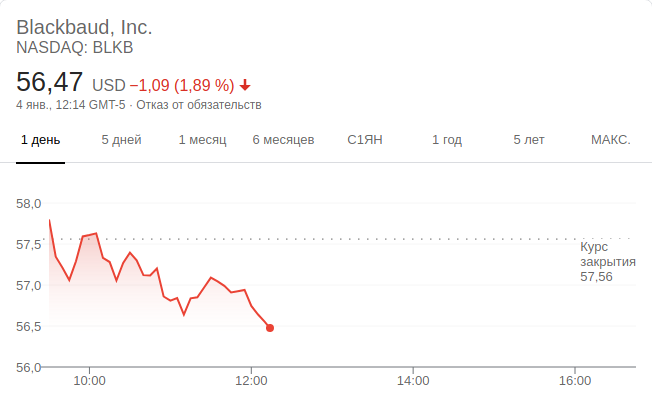 Blackbaud, Inc.
NASDAQ: BLKB
56,47 USD −1,09 (1,89 %)
4 янв., 12:14 GMT-5 · Отказ от обязательств
1 день 5 дней 1 месяц 6 месяцев С1ЯН 1 год 5 лет МАКС.
58,0
57,5
Курс
закрытия
57,56
57,0
56,5
56,0
10:00 12:00 14:00 16:00